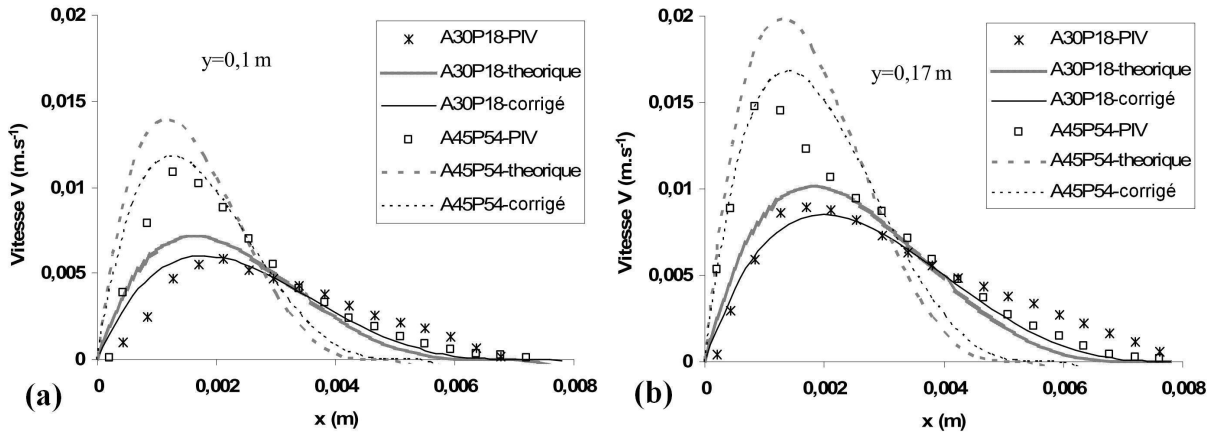 0,02
0,015
0,01
0,005
0
Vitesse V (m.s-¹)
y=0,1 m
A30P18-PIV
A30P18-theorique
A30P18-corrigé
A45P54-PIV
A45P54-theorique
A45P54-corrigé
0 0,002 0,004 0,006 0,008
x (m)
(a)
0,02
0,015
0,01
0,005
0
Vitesse V (m.s-¹)
y=0,17 m
A30P18-PIV
A30P18-theorique
A30P18-corrigé
A45P54-PIV
A45P54-theorique
A45P54-corrigé
0 0,002 0,004 0,006 0,008
x (m)
(b)